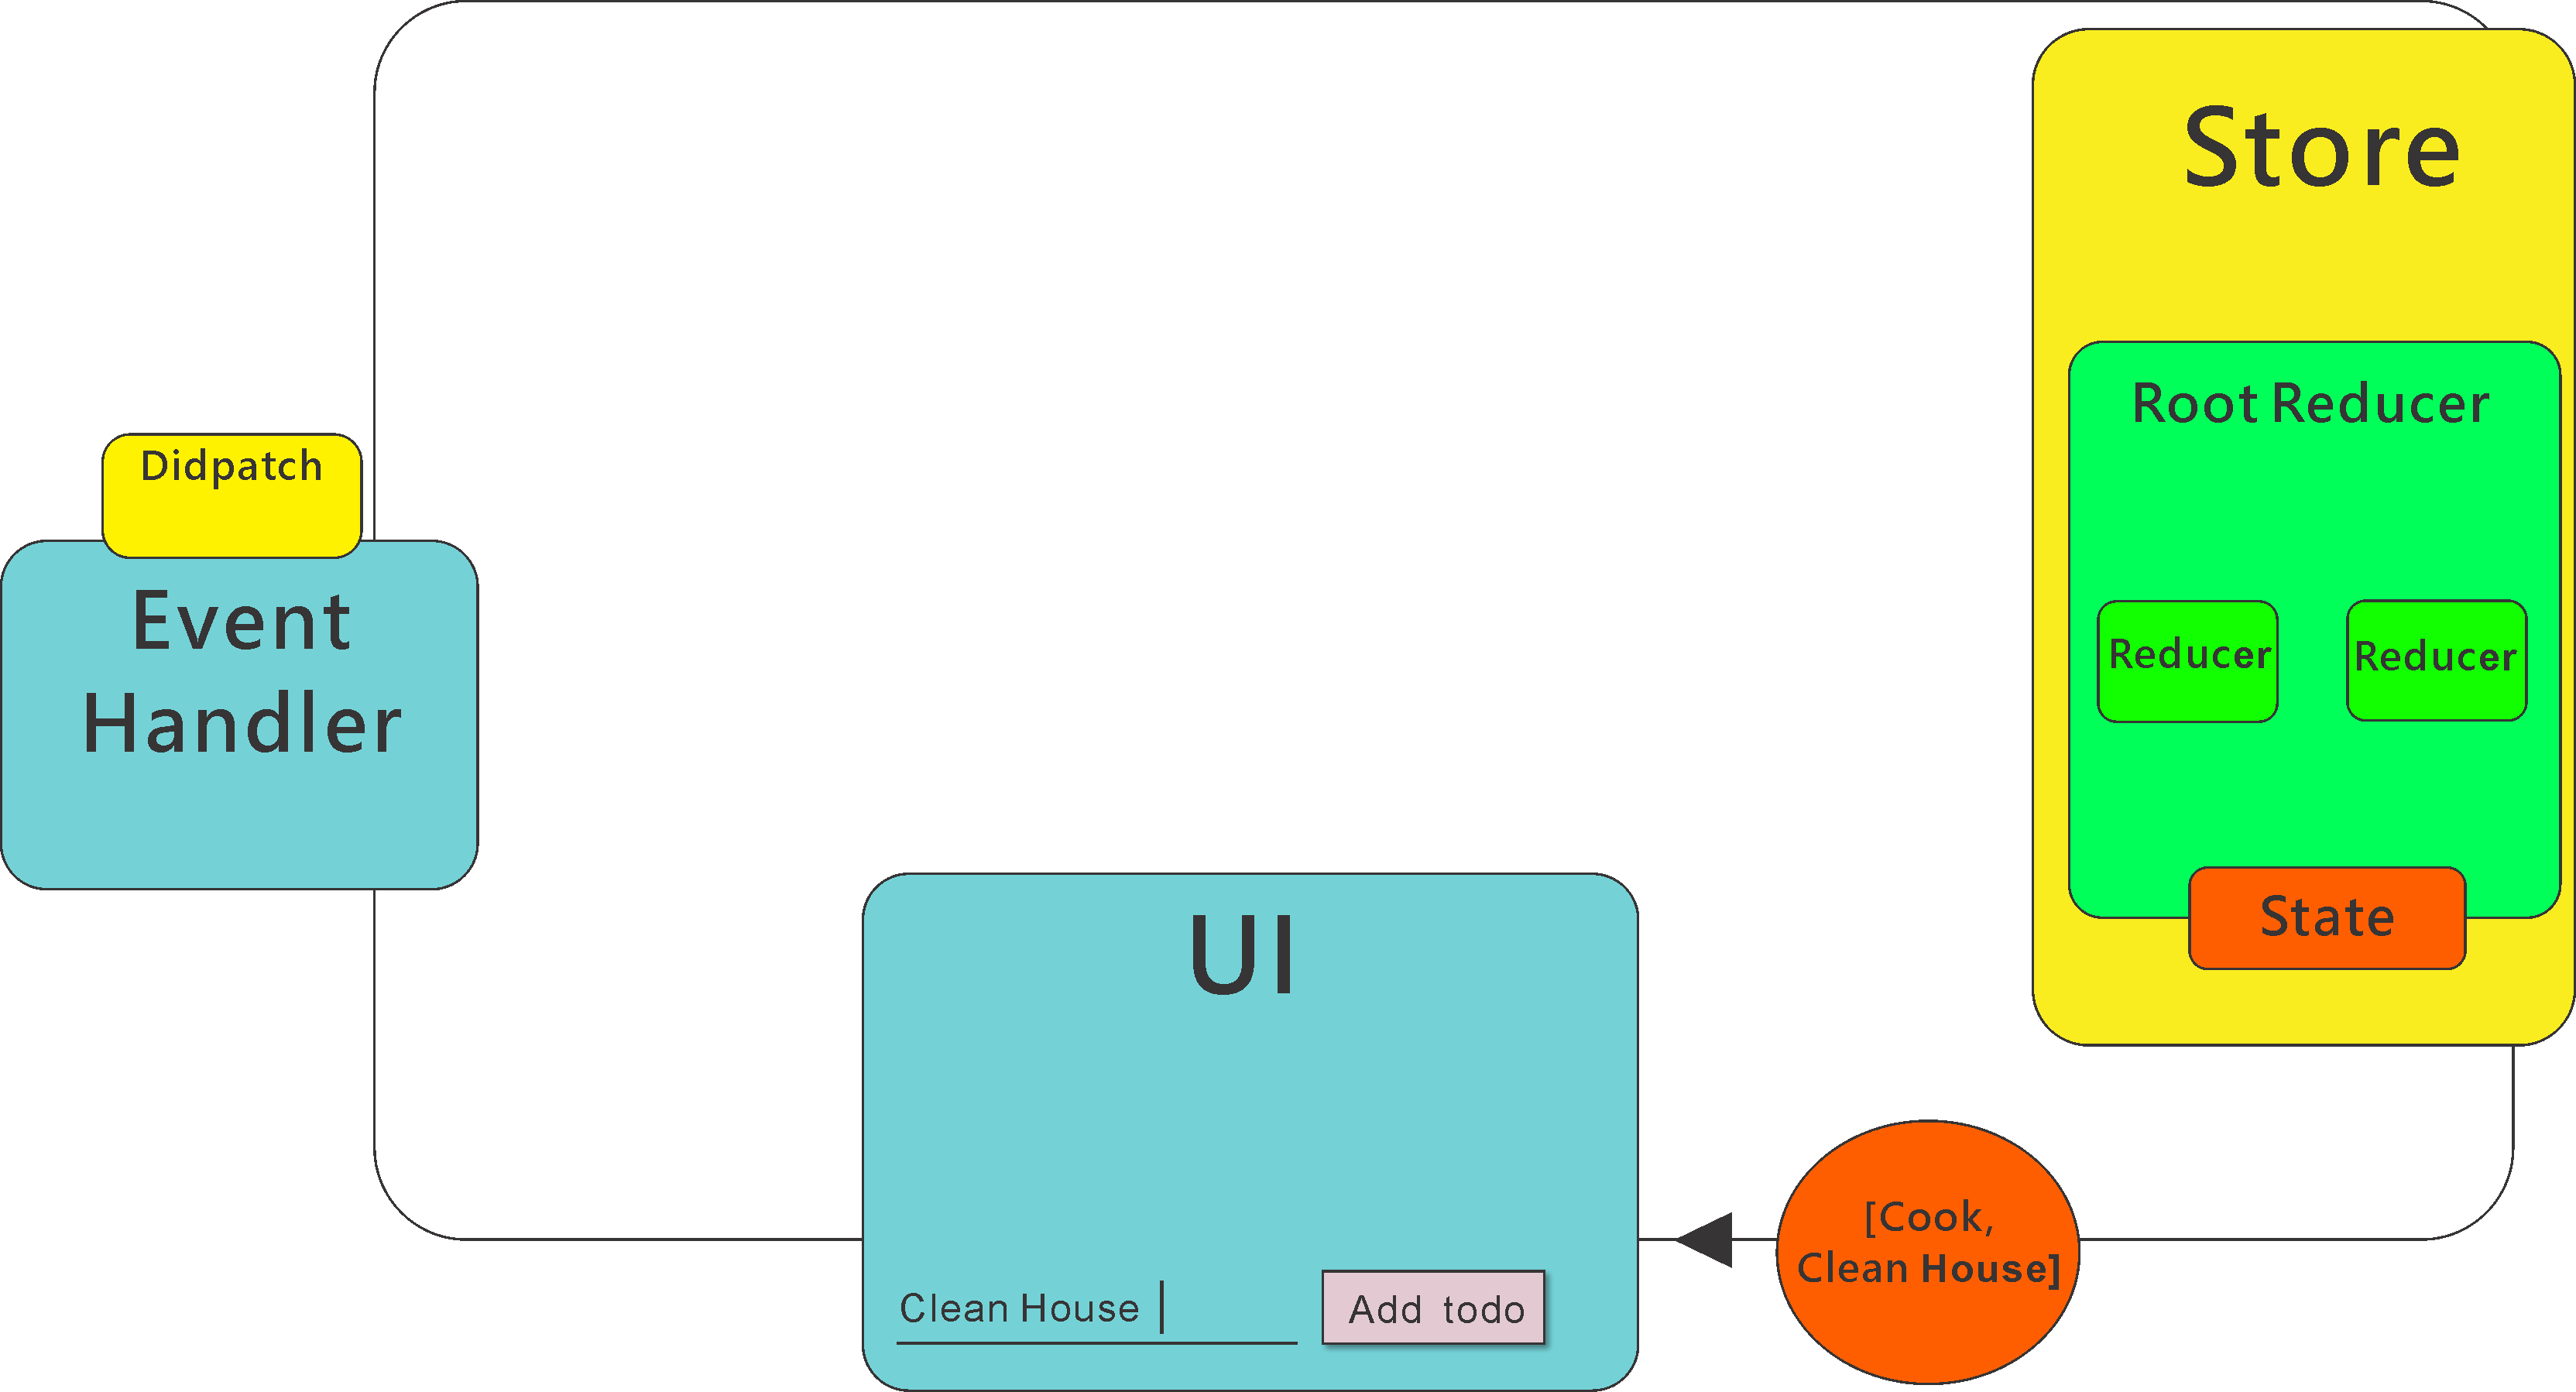 Store
Root Reducer
Didpatch
Event
Handler
Reducer
Reducer
State
UI
[Cook,
Clean House]
Clean House
Add todo